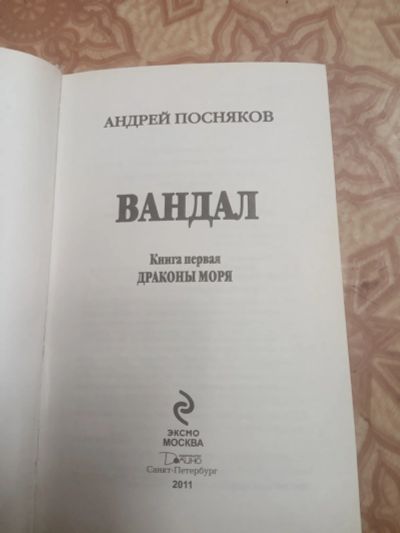 АНДРЕЙ ПОСНЯКОВ
ВАНДАЛ
Книга первая
ДРАКОНЫ МОРЯ
ЭКСМО
МОСКВА
Домино
Санкт-Петербург
2011